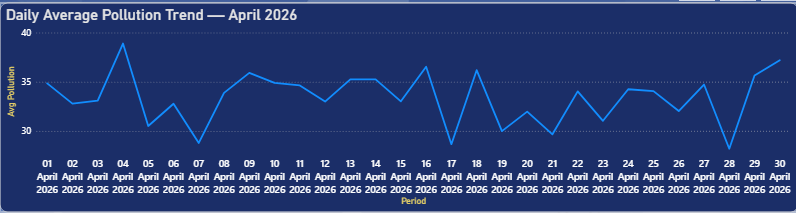 Daily Average Pollution Trend — April 2026
40
35
30
Avg Pollution
01 02 03 04 05 06 07 08 09 10 11 12 13 14 15 16 17 18 19 20 21 22 23 24 25 26 27 28 29 30
April April April April April April April April April April April April April April April April April April April April April April April April April April April April April April
2026 2026 2026 2026 2026 2026 2026 2026 2026 2026 2026 2026 2026 2026 2026 2026 2026 2026 2026 2026 2026 2026 2026 2026 2026 2026 2026 2026 2026 2026
Period